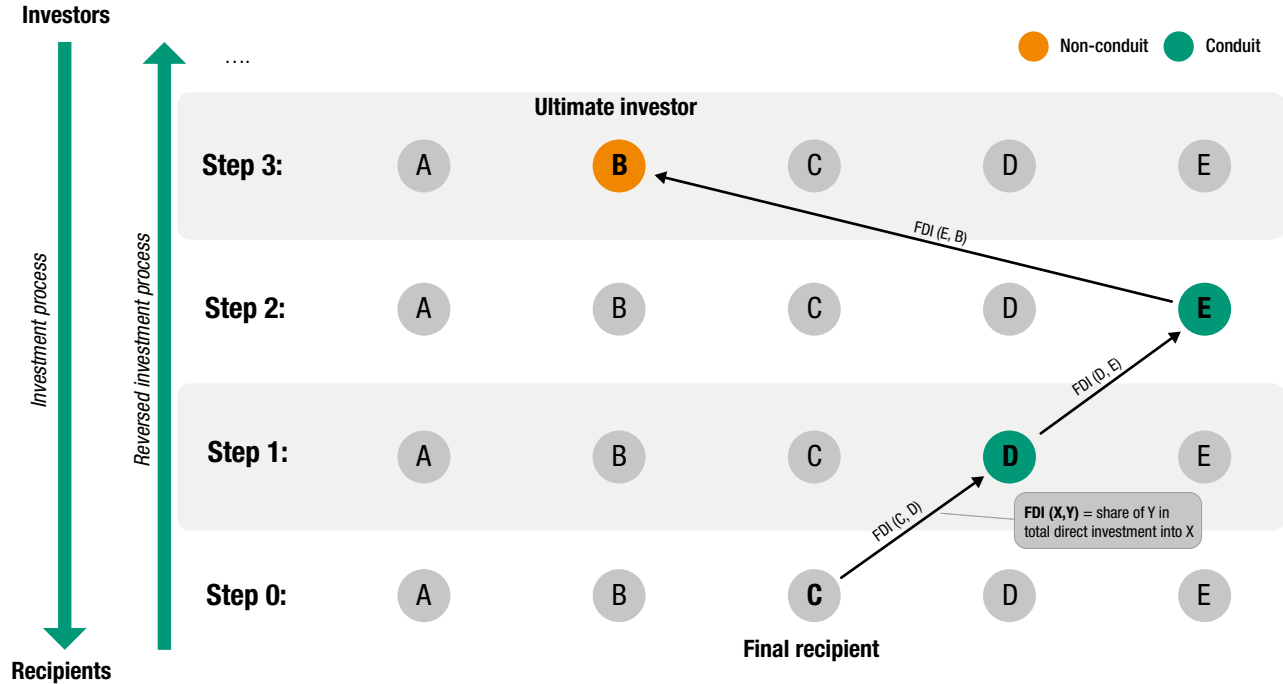 Investors
Non-conduit
Conduit
....
Ultimate investor
Step 3:
A
B
C
D
E
FDI (E, B)
Investment process
Reversed investment process
Step 2:
A
B
C
D
E
FDI (D, E)
Step 1:
A
B
C
D
E
FDI (C, D)
FDI (X,Y) = share of Y in
total direct investment into X
Step 0:
A
B
C
D
E
Final recipient
Recipients